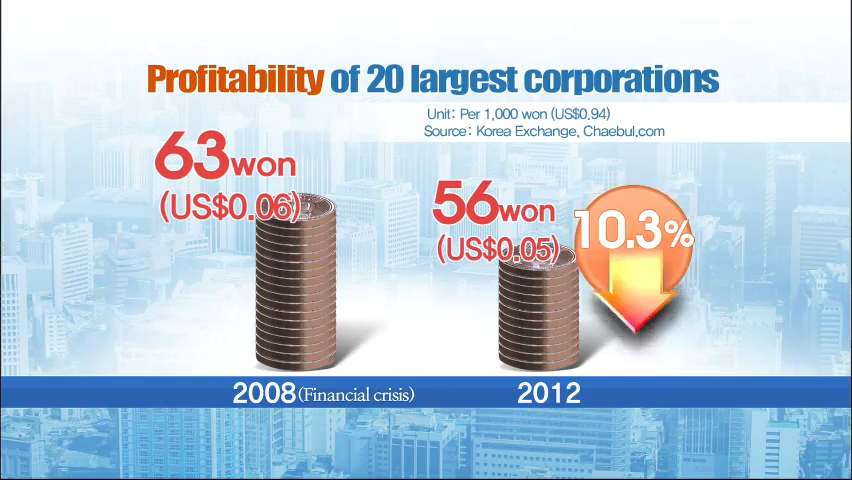 Profitability of 20 largest corporations
Unit: Per 1,000 won (US$0.94)
Source: Korea Exchange, Chaebul.com
63won
(US$0.06)
56won
(US$0.05)
10.3%
2008(Financial crisis)
2012